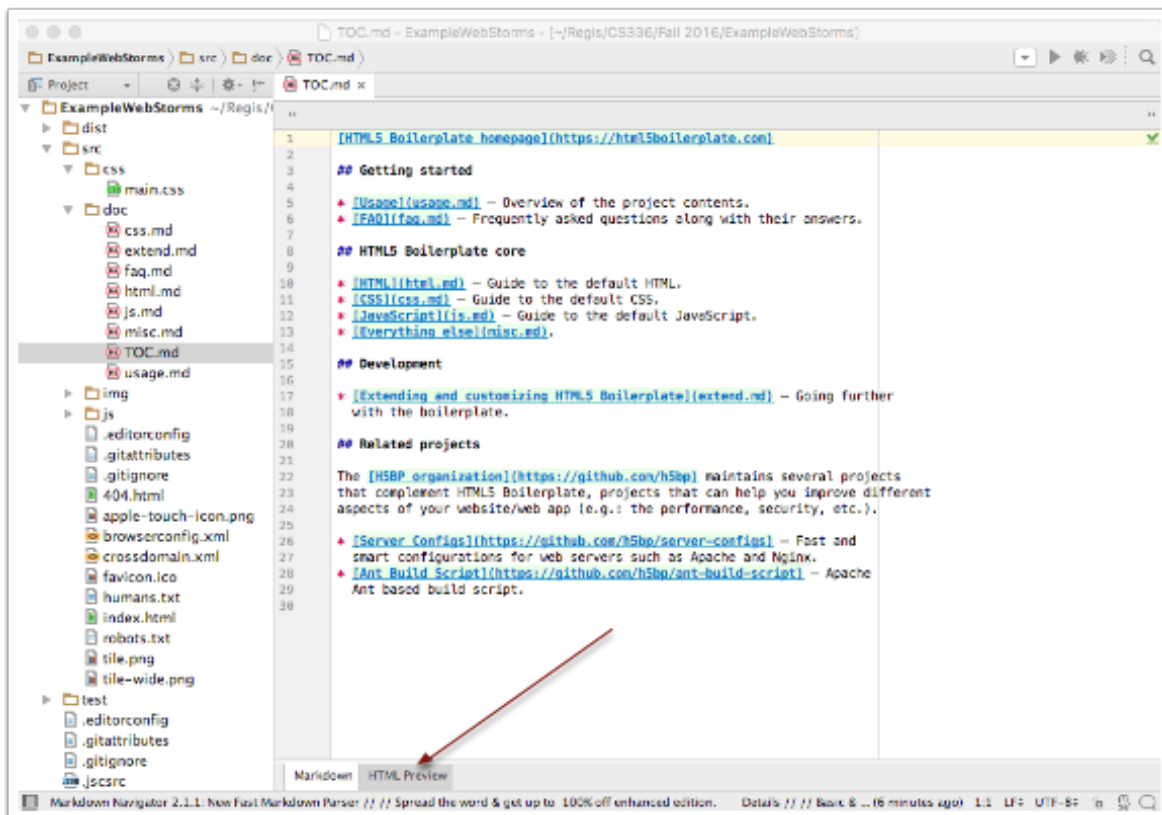 TOC.md - ExampleWebStorms - [~/Regis/CS336/Fall 2016/ExampleWebStorms]
ExampleWebStorms src doc TOC.md
Project TOC.md ×
ExampleWebStorms ~/Regis/
dist
src
css
main.css
doc
css.md
extend.md
faq.md
html.md
js.md
misc.md
TOC.md
usage.md
img
js
.editorconfig
.gitattributes
.gitignore
404.html
apple-touch-icon.png
browserconfig.xml
crossdomain.xml
favicon.ico
humans.txt
index.html
robots.txt
tile.png
tile-wide.png
test
.editorconfig
.gitattributes
.gitignore
.jscsrc
1 [HTML5 Boilerplate homepage](https://html5boilerplate.com)
2
3 ## Getting started
4
5 * [Usage](usage.md) — Overview of the project contents.
6 * [FAQ](faq.md) — Frequently asked questions along with their answers.
7
8 ## HTML5 Boilerplate core
9
10 * [HTML](html.md) — Guide to the default HTML.
11 * [CSS](css.md) — Guide to the default CSS.
12 * [JavaScript](js.md) — Guide to the default JavaScript.
13 * [Everything else](misc.md).
14
15 ## Development
16
17 * [Extending and customizing HTML5 Boilerplate](extend.md) — Going further
18 with the boilerplate.
19
20 ## Related projects
21
22 The [H5BP organization](https://github.com/h5bp) maintains several projects
23 that complement HTML5 Boilerplate, projects that can help you improve different
24 aspects of your website/web app (e.g.: the performance, security, etc.).
25
26 * [Server Configs](https://github.com/h5bp/server-configs) — Fast and
27 smart configurations for web servers such as Apache and Nginx.
28 * [Ant Build Script](https://github.com/h5bp/ant-build-script) — Apache
29 Ant based build script.
30
Markdown HTML Preview
Markdown Navigator 2.1.1: New Fast Markdown Parser // // Spread the word & get up to 100% off enhanced edition. Details // // Basic & ... (6 minutes ago) 1:1 LF UTF-8